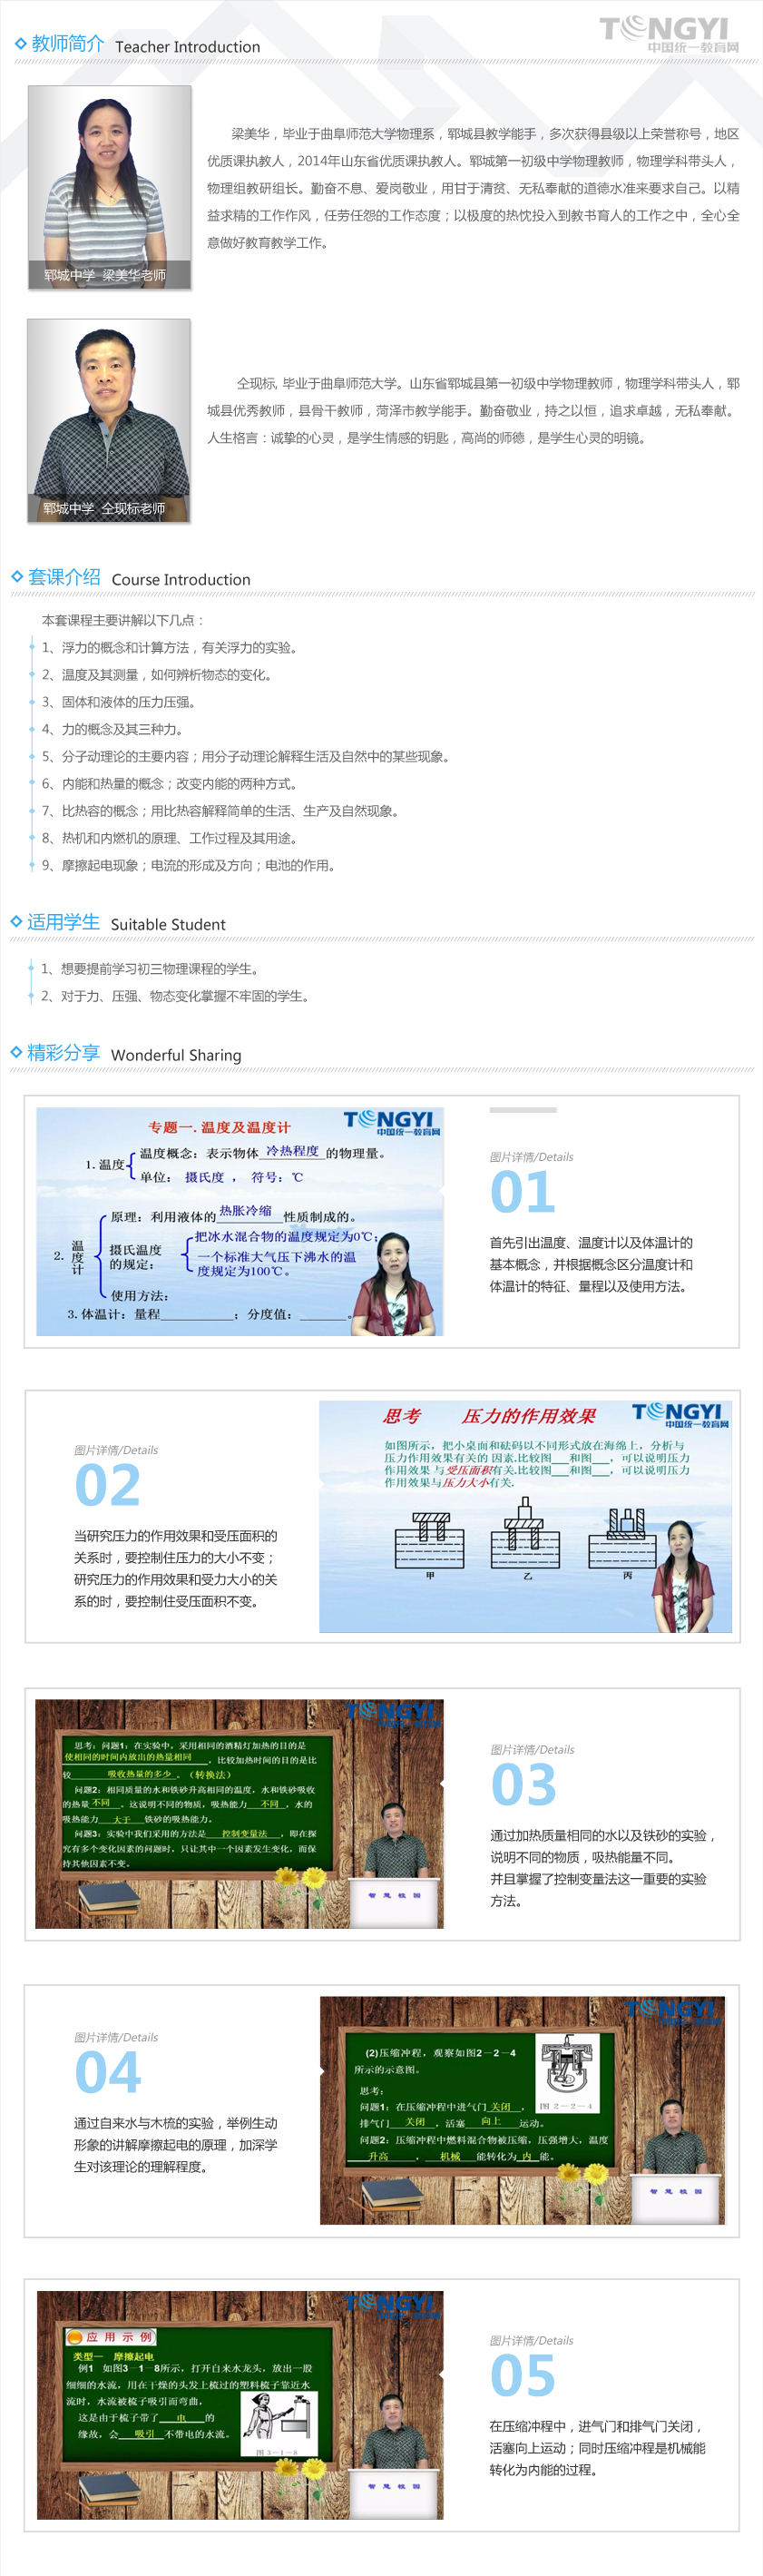 TONGYI
中国统一教育网
教师简介 Teacher Introduction
梁美华，毕业于曲阜师范大学物理系，郓城县教学能手，多次获得县级以上荣誉称号，地区
优质课执教人，2014年山东省优质课执教人。郓城第一初级中学物理教师，物理学科带头人，
物理组教研组长。勤奋不息、爱岗敬业，用甘于清贫、无私奉献的道德水准来要求自己。以精
益求精的工作作风，任劳任怨的工作态度；以极度的热忱投入到教书育人的工作之中，全心全
意做好教育教学工作。
郓城中学 梁美华老师
仝现标, 毕业于曲阜师范大学。山东省郓城县第一初级中学物理教师，物理学科带头人，郓
城县优秀教师，县骨干教师，菏泽市教学能手。勤奋敬业，持之以恒，追求卓越，无私奉献。
人生格言：诚挚的心灵，是学生情感的钥匙，高尚的师德，是学生心灵的明镜。
郓城中学 仝现标老师
套课介绍 Course Introduction
本套课程主要讲解以下几点：
1、浮力的概念和计算方法，有关浮力的实验。
2、温度及其测量，如何辨析物态的变化。
3、固体和液体的压力压强。
4、力的概念及其三种力。
5、分子动理论的主要内容；用分子动理论解释生活及自然中的某些现象。
6、内能和热量的概念；改变内能的两种方式。
7、比热容的概念；用比热容解释简单的生活、生产及自然现象。
8、热机和内燃机的原理、工作过程及其用途。
9、摩擦起电现象；电流的形成及方向；电池的作用。
适用学生 Suitable Student
1、想要提前学习初三物理课程的学生。
2、对于力、压强、物态变化掌握不牢固的学生。
精彩分享 Wonderful Sharing
TONGYI
中国统一教育网
专题一.温度及温度计
温度概念：表示物体冷热程度的物理量。
1.温度
单位： 摄氏度 ， 符号：℃
原理：利用液体的热胀冷缩性质制成的。
把冰水混合物的温度规定为0℃；
2. 温度计 摄氏温度的规定：
一个标准大气压下沸水的温
度规定为100℃。
使用方法：
3.体温计：量程________； 分度值：______。
图片详情/Details
01
首先引出温度、温度计以及体温计的
基本概念，并根据概念区分温度计和
体温计的特征、量程以及使用方法。
图片详情/Details
02
当研究压力的作用效果和受压面积的
关系时，要控制住压力的大小不变；
研究压力的作用效果和受力大小的关
系的时，要控制住受压面积不变。
TONGYI
中国统一教育网
思考 压力的作用效果
如图所示，把小桌面和砝码以不同形式放在海绵上，分析与
压力作用效果有关的 因素.比较图___和图___，可以说明压力
作用效果 与受压面积有关.比较图___和图___，可以说明压力
作用效果与压力大小有关.
甲 乙 丙
TONGYI
中国统一教育网
思考：问题1：在实验中，采用相同的酒精灯加热的目的是
使相同的时间内放出的热量相同，比较加热时间的目的是比
较吸收热量的多少。（转换法）
问题2：相同质量的水和铁砂升高相同的温度，水和铁砂吸收
的热量不同。这说明不同的物质，吸热能力不同，水的
吸热能力大于铁砂的吸热能力。
问题3：实验中我们采用的方法是控制变量法，即在探
究有多个变化因素的问题时，只让其中一个因素发生变化，而保
持其他因素不变。
智慧校园
图片详情/Details
03
通过加热质量相同的水以及铁砂的实验，
说明不同的物质，吸热能量不同。
并且掌握了控制变量法这一重要的实验
方法。
图片详情/Details
04
通过自来水与木梳的实验，举例生动
形象的讲解摩擦起电的原理，加深学
生对该理论的理解程度。
TONGYI
中国统一教育网
(2)压缩冲程，观察如图2－2－4
所示的示意图。
思考：
问题1：在压缩冲程中进气门关闭，
图2－2－4
排气门关闭，活塞向上运动。
问题2：压缩冲程中燃料混合物被压缩，压强增大，温度
升高，机械能转化为内能。
智慧校园
TONGYI
中国统一教育网
应用示例
类型一 摩擦起电
例1 如图3－1－8所示，打开自来水龙头，放出一股
细细的水流，用在干燥的头发上梳过的塑料梳子靠近水
流时，水流被梳子吸引而弯曲，
这是由于梳子带了电的
缘故，会吸引不带电的水流。
图3－1－8
智慧校园
图片详情/Details
05
在压缩冲程中，进气门和排气门关闭，
活塞向上运动；同时压缩冲程是机械能
转化为内能的过程。